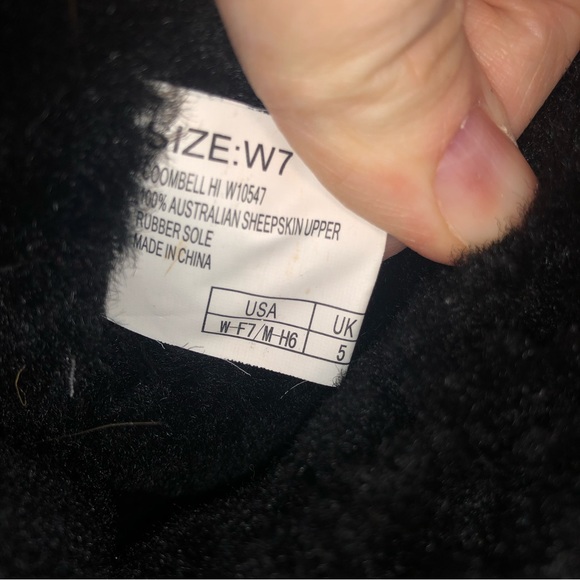 SIZE:W7
COOMBELL HI W10547
100% AUSTRALIAN SHEEPSKIN UPPER
RUBBER SOLE
MADE IN CHINA
USA UK
W F7/M H6 5